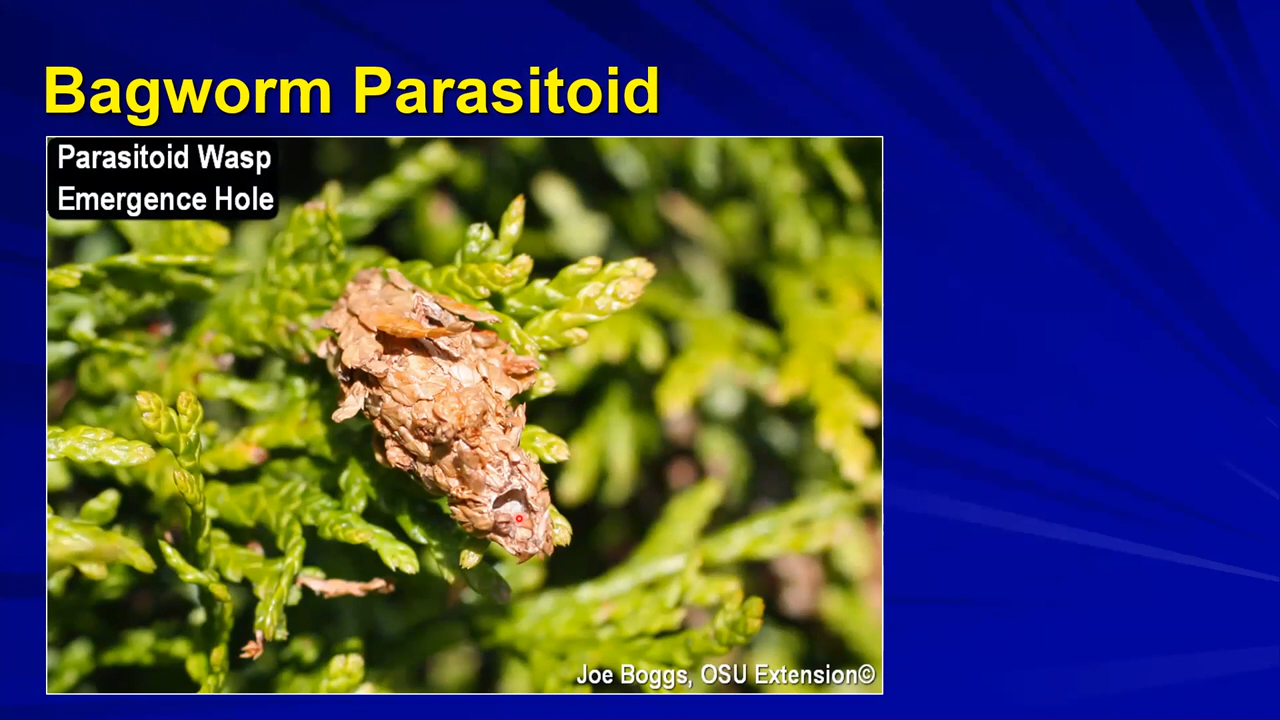 Bagworm Parasitoid
Parasitoid Wasp
Emergence Hole
Joe Boggs, OSU Extension©